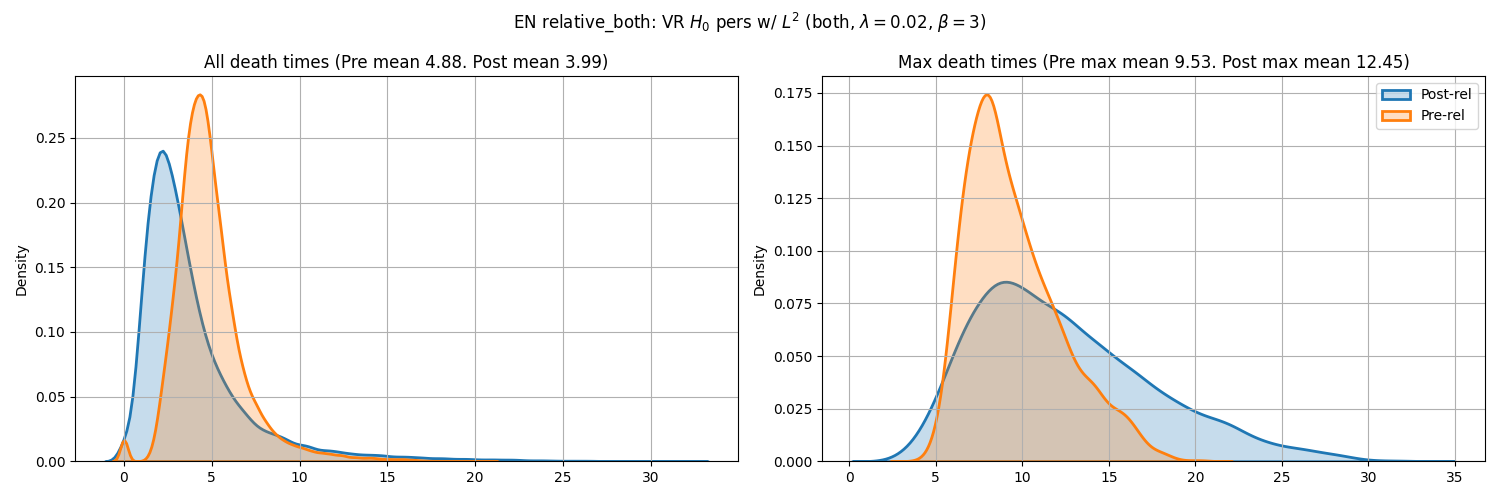 EN relative_both: VR $H_0$ pers w/ $L^2$ (both, $\lambda = 0.02$, $\beta = 3$)
All death times (Pre mean 4.88. Post mean 3.99)
Density
0.25
0.20
0.15
0.10
0.05
0.00
0 5 10 15 20 25 30
Max death times (Pre max mean 9.53. Post max mean 12.45)
Post-rel
Pre-rel
Density
0.175
0.150
0.125
0.100
0.075
0.050
0.025
0.000
0 5 10 15 20 25 30 35